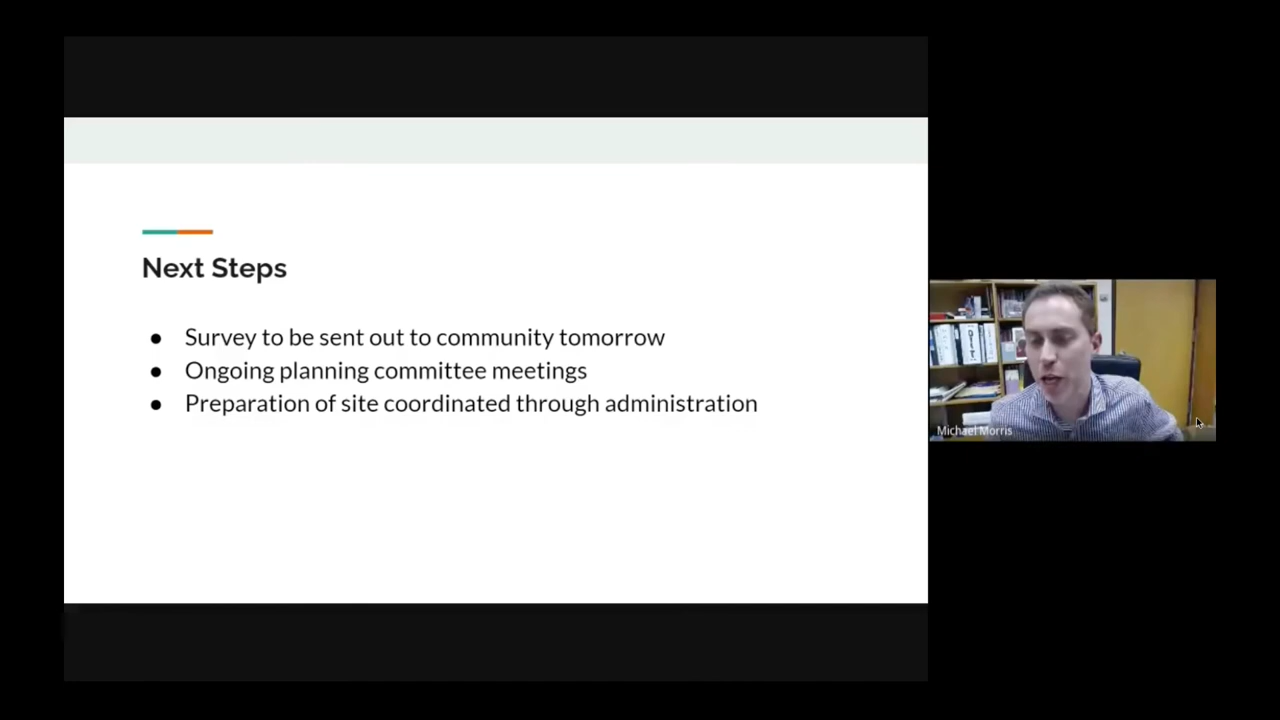 Next Steps
● Survey to be sent out to community tomorrow
● Ongoing planning committee meetings
● Preparation of site coordinated through administration
Michael Morris